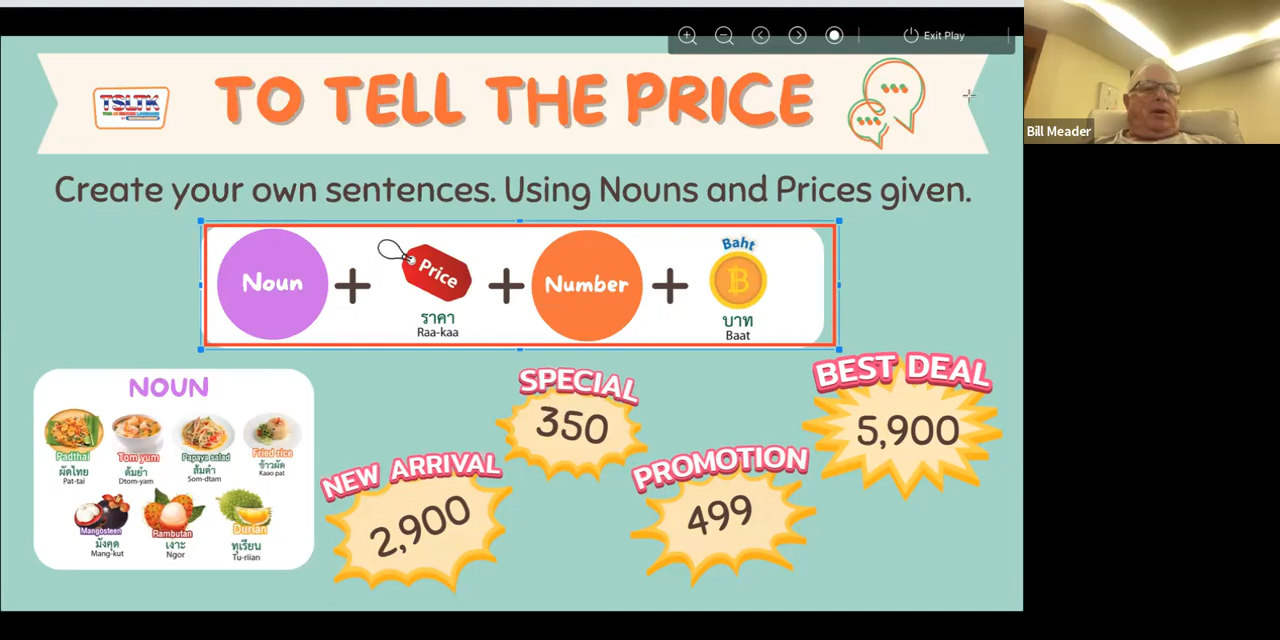 Exit Play
Bill Meader
TSLTK
TO TELL THE PRICE
Create your own sentences. Using Nouns and Prices given.
Noun
+
Price
ราคา
Raa-kaa
+
Number
+
Baht
บาท
Baat
NOUN
Padthai
ผัดไทย
Pat-tai
Tom yum
ต้มยำ
Dtom-yam
Papaya salad
ส้มตำ
Som-dtam
Fried rice
ข้าวผัด
Kaao pat
Mangosteen
มังคุด
Mang-kut
Rambutan
เงาะ
Ngor
Durian
ทุเรียน
Tu-riian
NEW ARRIVAL
2,900
SPECIAL
350
PROMOTION
499
BEST DEAL
5,900